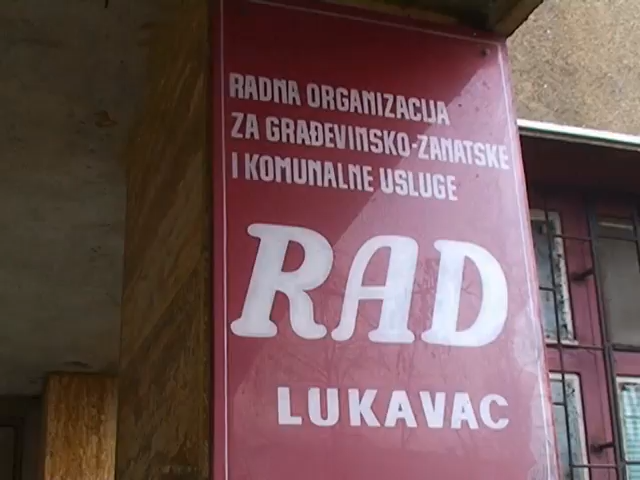 RADNA ORGANIZACIJA
ZA GRAĐEVINSKO-ZANATSKE
I KOMUNALNE USLUGE
RAD
LUKAVAC